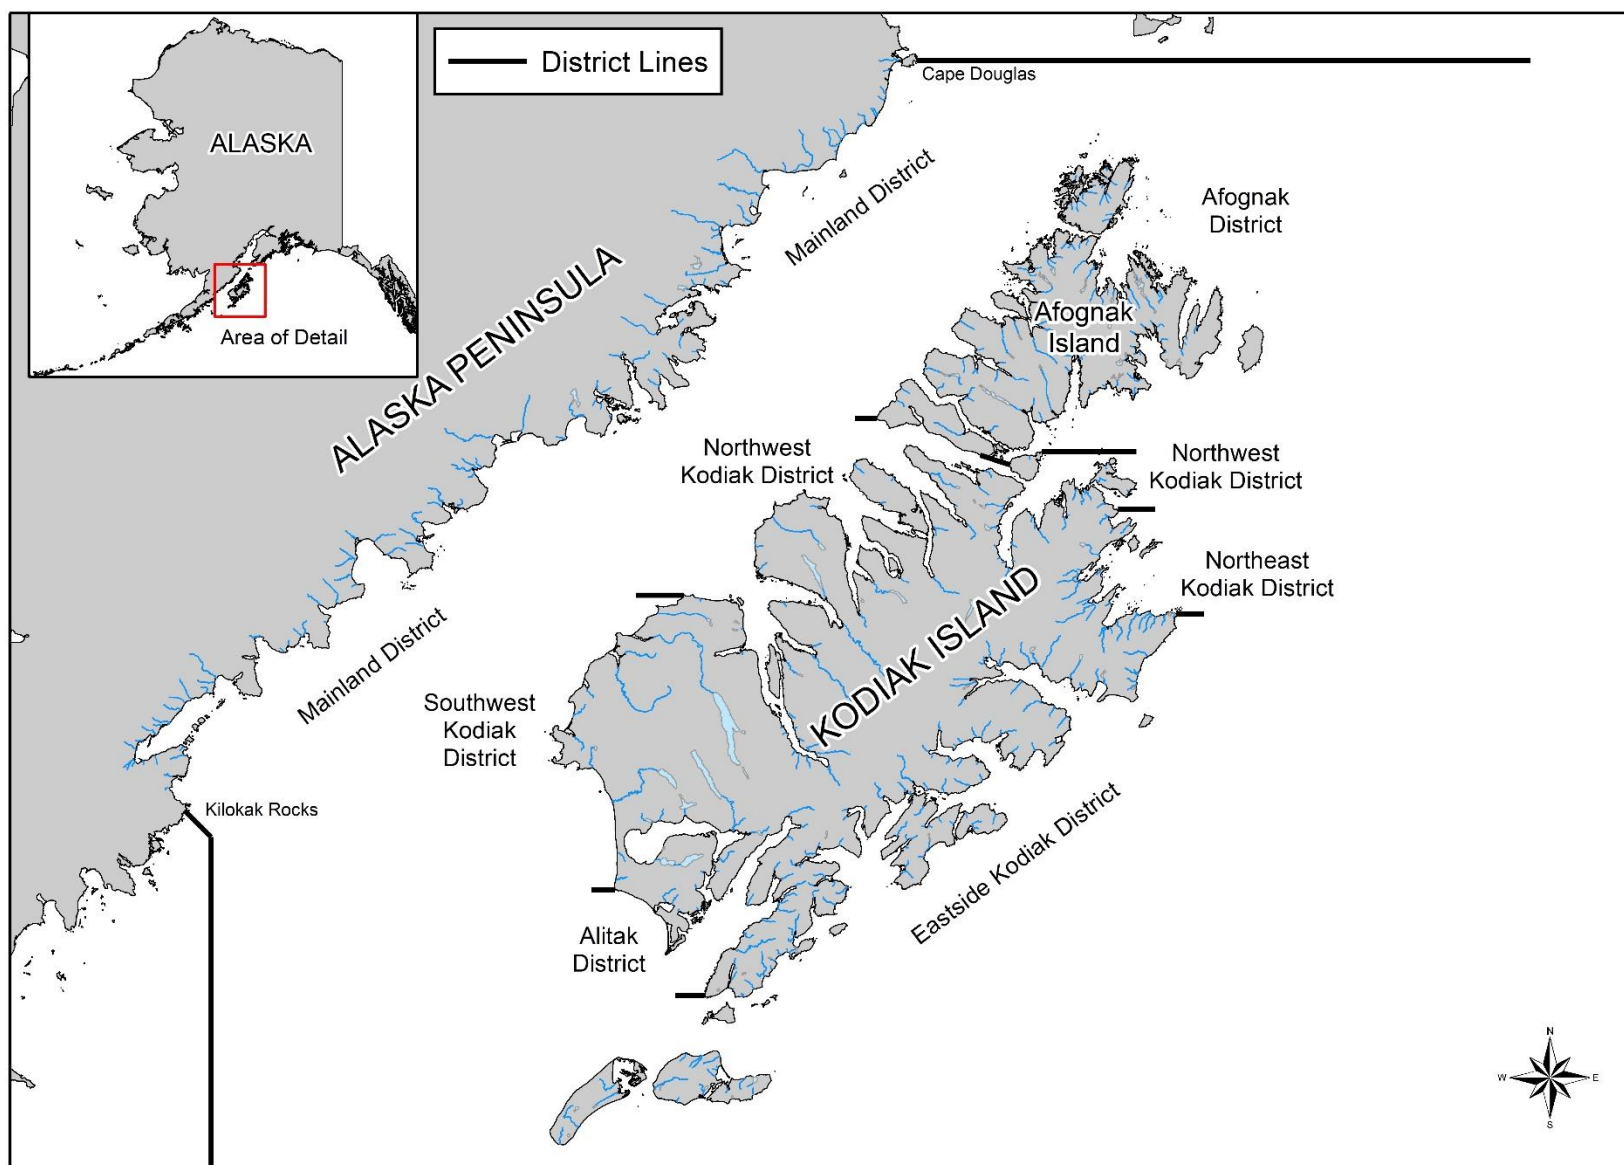 District Lines
Cape Douglas
ALASKA
Area of Detail
Mainland District
Afognak
District
ALASKA PENINSULA
Afognak
Island
Northwest
Kodiak District
Northwest
Kodiak District
Northeast
Kodiak District
KODIAK ISLAND
Mainland District
Southwest
Kodiak
District
Kilokak Rocks
Eastside Kodiak District
Alitak
District
N
W
E
S